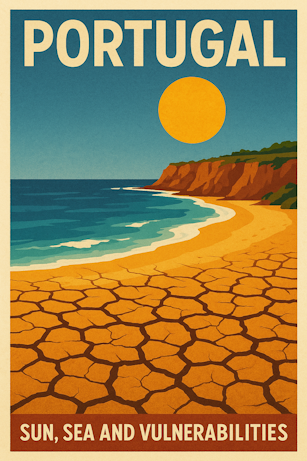 PORTUGAL
SUN, SEA AND VULNERABILITIES